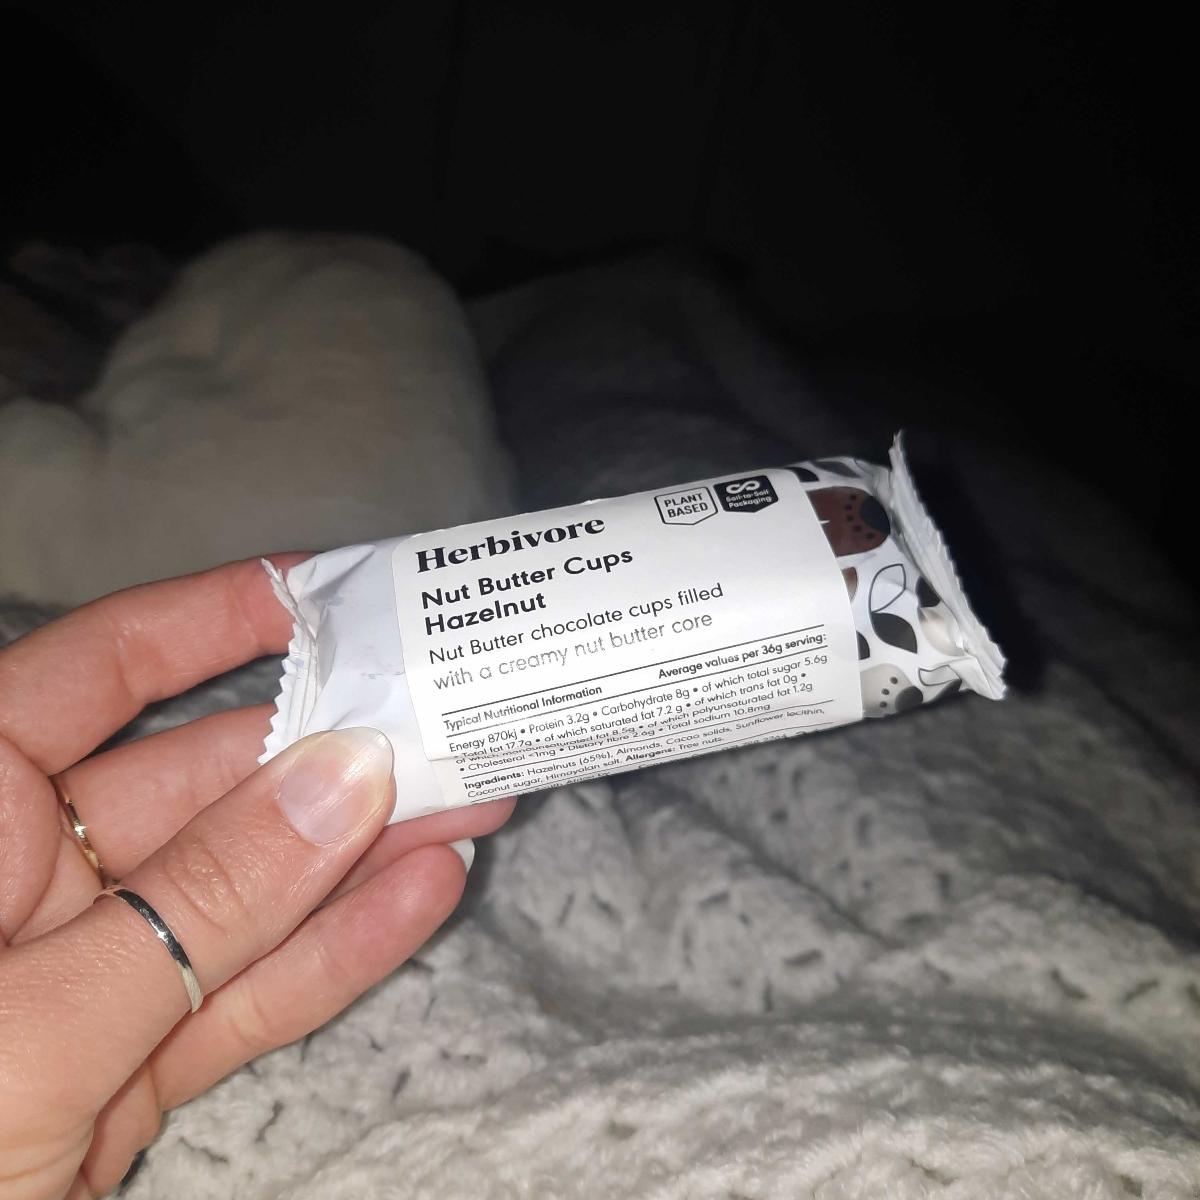 Herbivore
PLANT
BASED
Soil-to-Soil
Packaging
Nut Butter Cups
Hazelnut
Nut Butter chocolate cups filled
with a creamy nut butter core
Typical Nutritional Information Average values per 36g serving:
Energy 870kj • Protein 3.2g • Carbohydrate 8g • of which total sugar 5.6g
• Total fat 17.7g • of which saturated fat 7.2 g • of which trans fat 0g •
of which monounsaturated fat 8.5g • of which polyunsaturated fat 1.2g
• Cholesterol <1mg • Dietary fibre 2.6g • Total sodium 10.8mg
Ingredients: Hazelnuts (65%), Almonds, Cacao solids, Sunflower lecithin,
Coconut sugar, Himayalan salt. Allergens: Tree nuts.